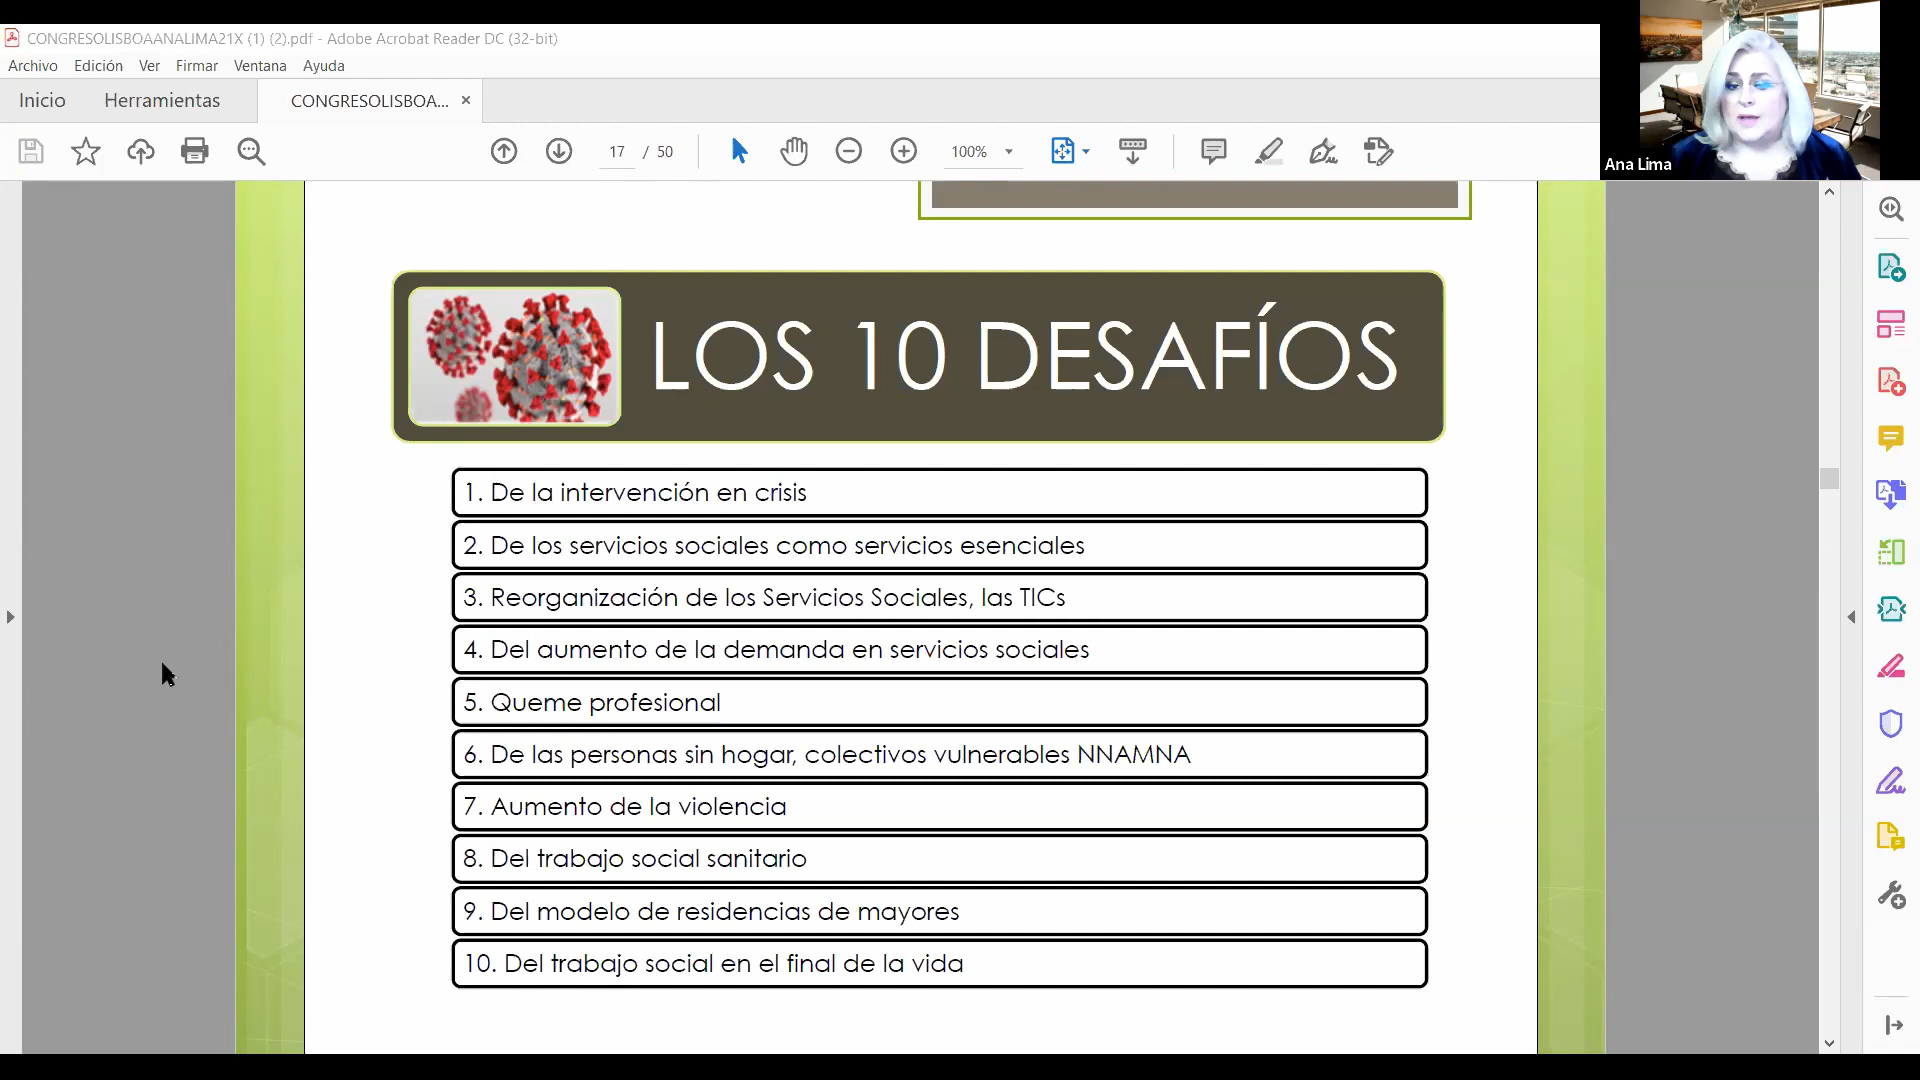 CONGRESOLISBOAANALIMA21X (1) (2).pdf - Adobe Acrobat Reader DC (32-bit)
Archivo Edición Ver Firmar Ventana Ayuda
Inicio Herramientas CONGRESOLISBOA... ×
17 / 50 100%
Ana Lima
LOS 10 DESAFÍOS
1. De la intervención en crisis
2. De los servicios sociales como servicios esenciales
3. Reorganización de los Servicios Sociales, las TICs
4. Del aumento de la demanda en servicios sociales
5. Queme profesional
6. De las personas sin hogar, colectivos vulnerables NNAMNA
7. Aumento de la violencia
8. Del trabajo social sanitario
9. Del modelo de residencias de mayores
10. Del trabajo social en el final de la vida